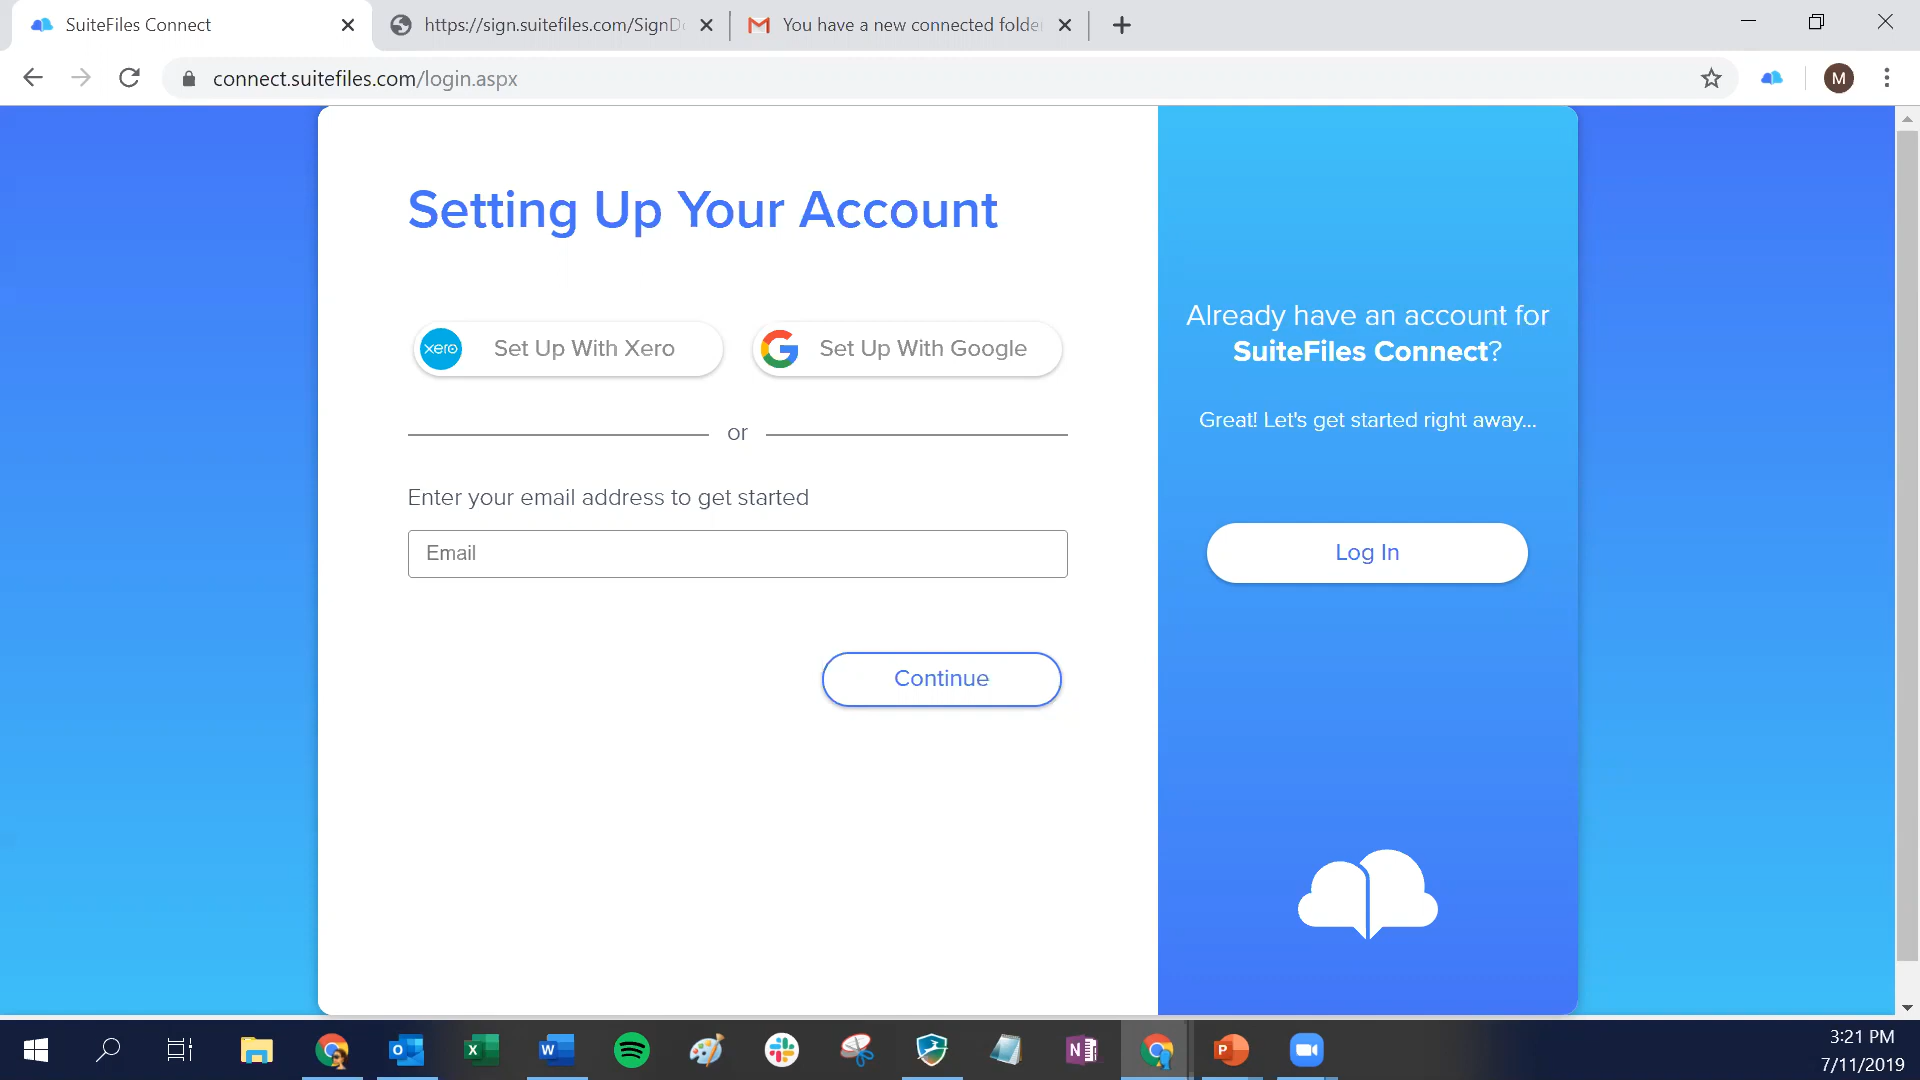 SuiteFiles Connect
https://sign.suitefiles.com/SignD
You have a new connected folde
connect.suitefiles.com/login.aspx
M
Setting Up Your Account
xero
Set Up With Xero
Set Up With Google
or
Enter your email address to get started
Email
Continue
Already have an account for
SuiteFiles Connect?
Great! Let's get started right away...
Log In
3:21 PM
7/11/2019